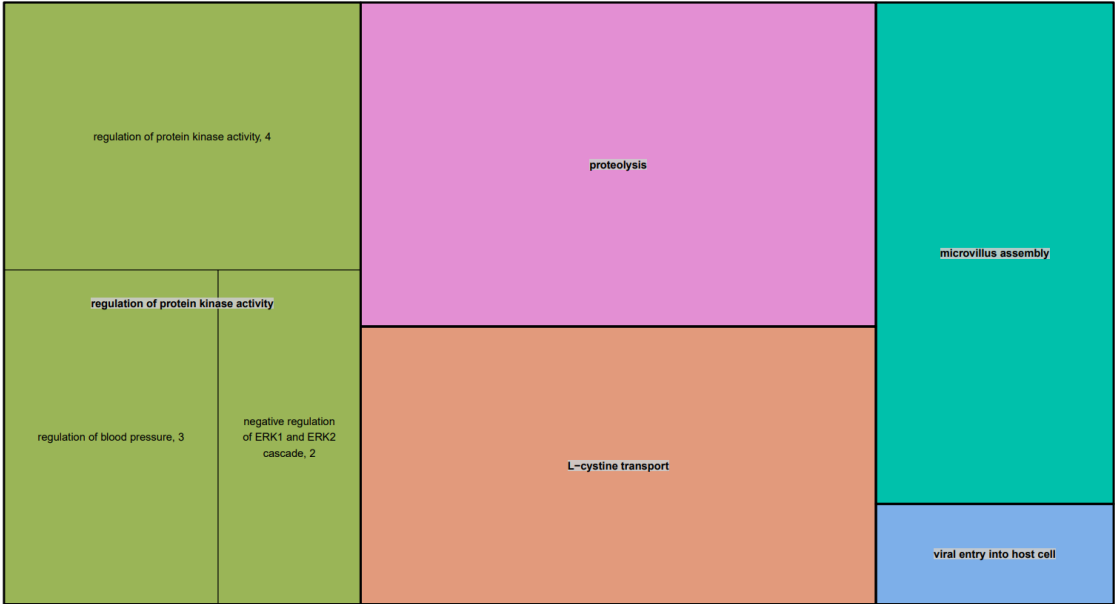 regulation of protein kinase activity, 4
regulation of protein kinase activity
regulation of blood pressure, 3
negative regulation
of ERK1 and ERK2
cascade, 2
proteolysis
L−cystine transport
microvillus assembly
viral entry into host cell